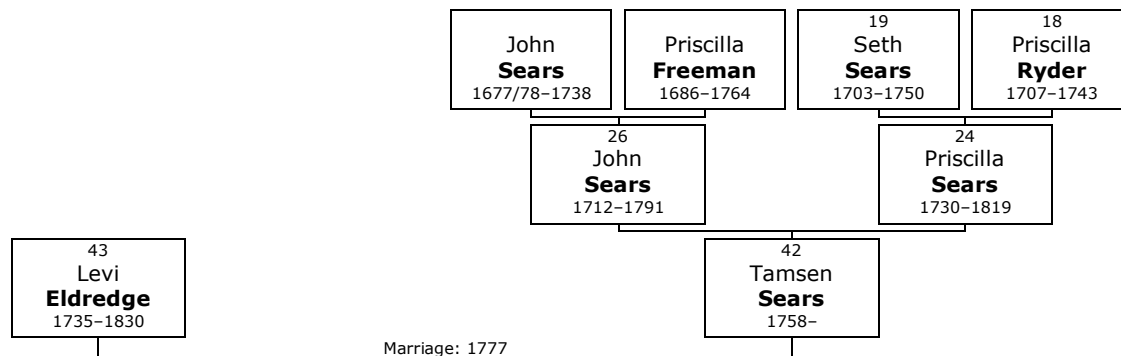 John
Sears
1677/78–1738
Priscilla
Freeman
1686–1764
19
Seth
Sears
1703–1750
18
Priscilla
Ryder
1707–1743
26
John
Sears
1712–1791
24
Priscilla
Sears
1730–1819
43
Levi
Eldredge
1735–1830
42
Tamsen
Sears
1758–
Marriage: 1777